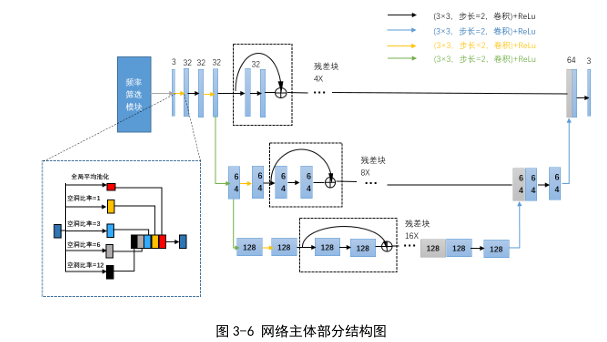 (3×3, 步长=2, 卷积)+ReLu
(3×3, 步长=2, 卷积)+ReLu
(3×3, 步长=2, 卷积)+ReLu
(3×3, 步长=2, 卷积)+ReLu
频率
筛选
模块
3 32 32 32
32
残差块
4X
...
64 3
全局平均池化
空洞比率=1
空洞比率=3
空洞比率=6
空洞比率=12
64 64 64 64
残差块
8X
...
64 64 64
128 128 128 128
残差块
16X
...
128 128 128
图 3-6 网络主体部分结构图